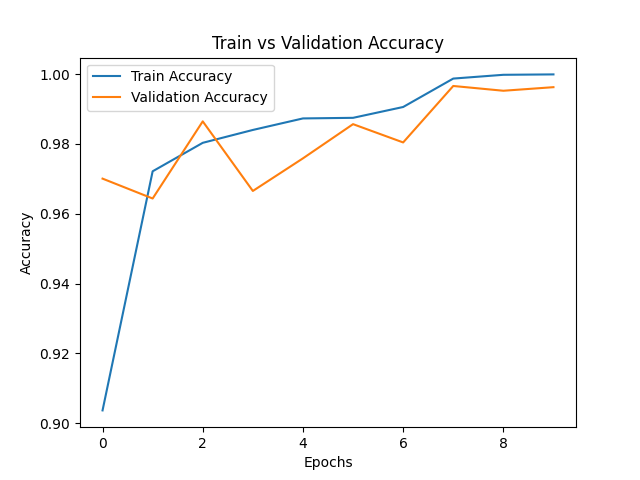 Train vs Validation Accuracy
Train Accuracy
Validation Accuracy
1.00
0.98
0.96
0.94
0.92
0.90
Accuracy
0 2 4 6 8
Epochs